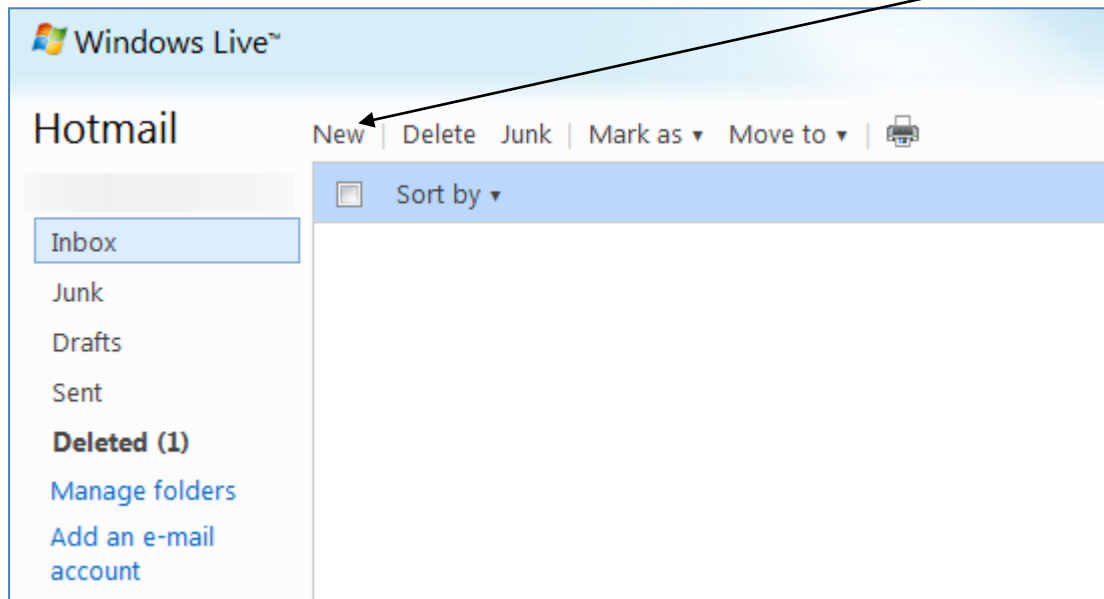 Windows Live™
Hotmail
New | Delete Junk | Mark as ▾ Move to ▾ |
Sort by ▾
Inbox
Junk
Drafts
Sent
Deleted (1)
Manage folders
Add an e-mail
account